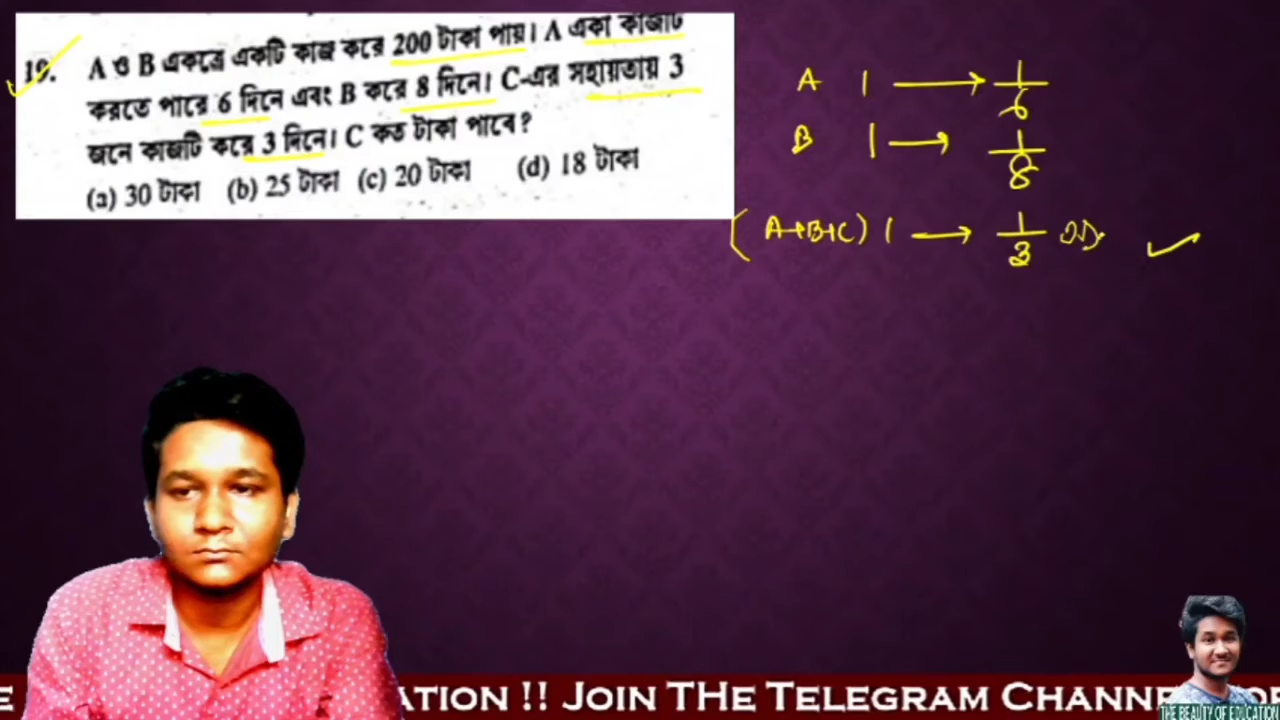 19. A ও B একত্রে একটি কাজ করে 200 টাকা পায়। A একা কাজটি
করতে পারে 6 দিনে এবং B করে 8 দিনে। C-এর সহায়তায় 3
জনে কাজটি করে 3 দিনে। C কত টাকা পাবে?
(a) 30 টাকা (b) 25 টাকা (c) 20 টাকা (d) 18 টাকা
A 1 → 1/6
B 1 → 1/8
(A+B+C) 1 → 1/3
ATION !! JOIN THE TELEGRAM CHANNE
THE BEAUTY OF EDUCATION